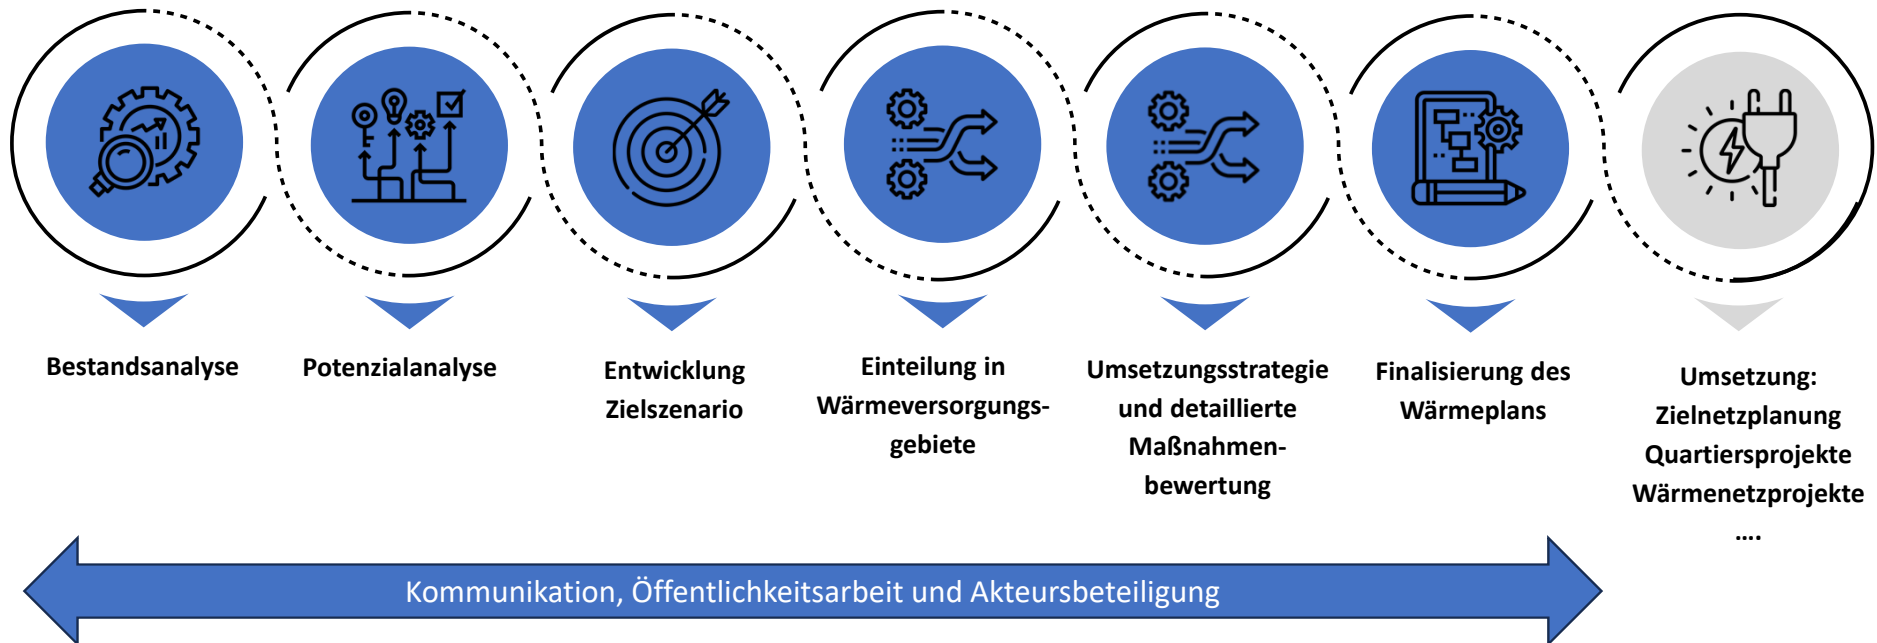 Bestandsanalyse
Potenzialanalyse
Entwicklung
Zielszenario
Einteilung in
Wärmeversorgungs-
gebiete
Umsetzungsstrategie
und detaillierte
Maßnahmen-
bewertung
Finalisierung des
Wärmeplans
Umsetzung:
Zielnetzplanung
Quartiersprojekte
Wärmenetzprojekte
....
Kommunikation, Öffentlichkeitsarbeit und Akteursbeteiligung